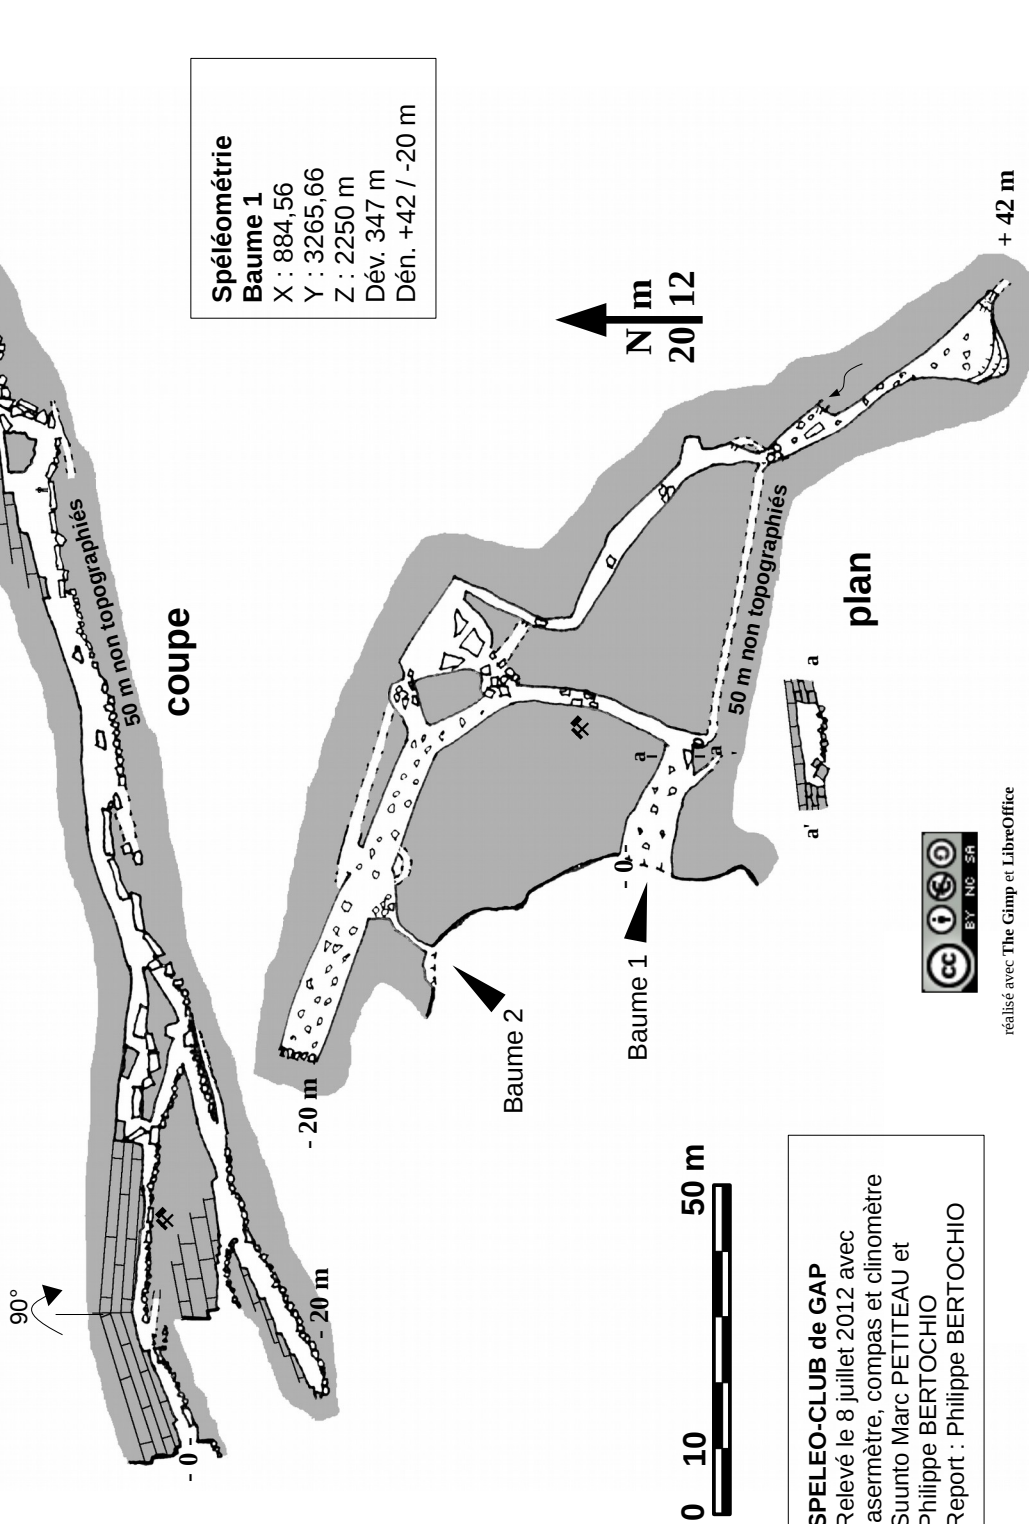 Spéléométrie
Baume 1
X : 884,56
Y : 3265,66
Z : 2250 m
Dév. 347 m
Dén. +42 / -20 m
90°
50 m non topographiés
coupe
- 0 -
- 20 m
N m
20 12
+ 42 m
50 m non topographiés
plan
a
a'
- 0 -
- 20 m
Baume 2
Baume 1
a
a'
0 10 50 m
cc
BY NC SA
réalisé avec The Gimp et LibreOffice
SPELEO-CLUB de GAP
Relevé le 8 juillet 2012 avec
asermètre, compas et clinomètre
Suunto Marc PETITEAU et
Philippe BERTOCHIO
Report : Philippe BERTOCHIO